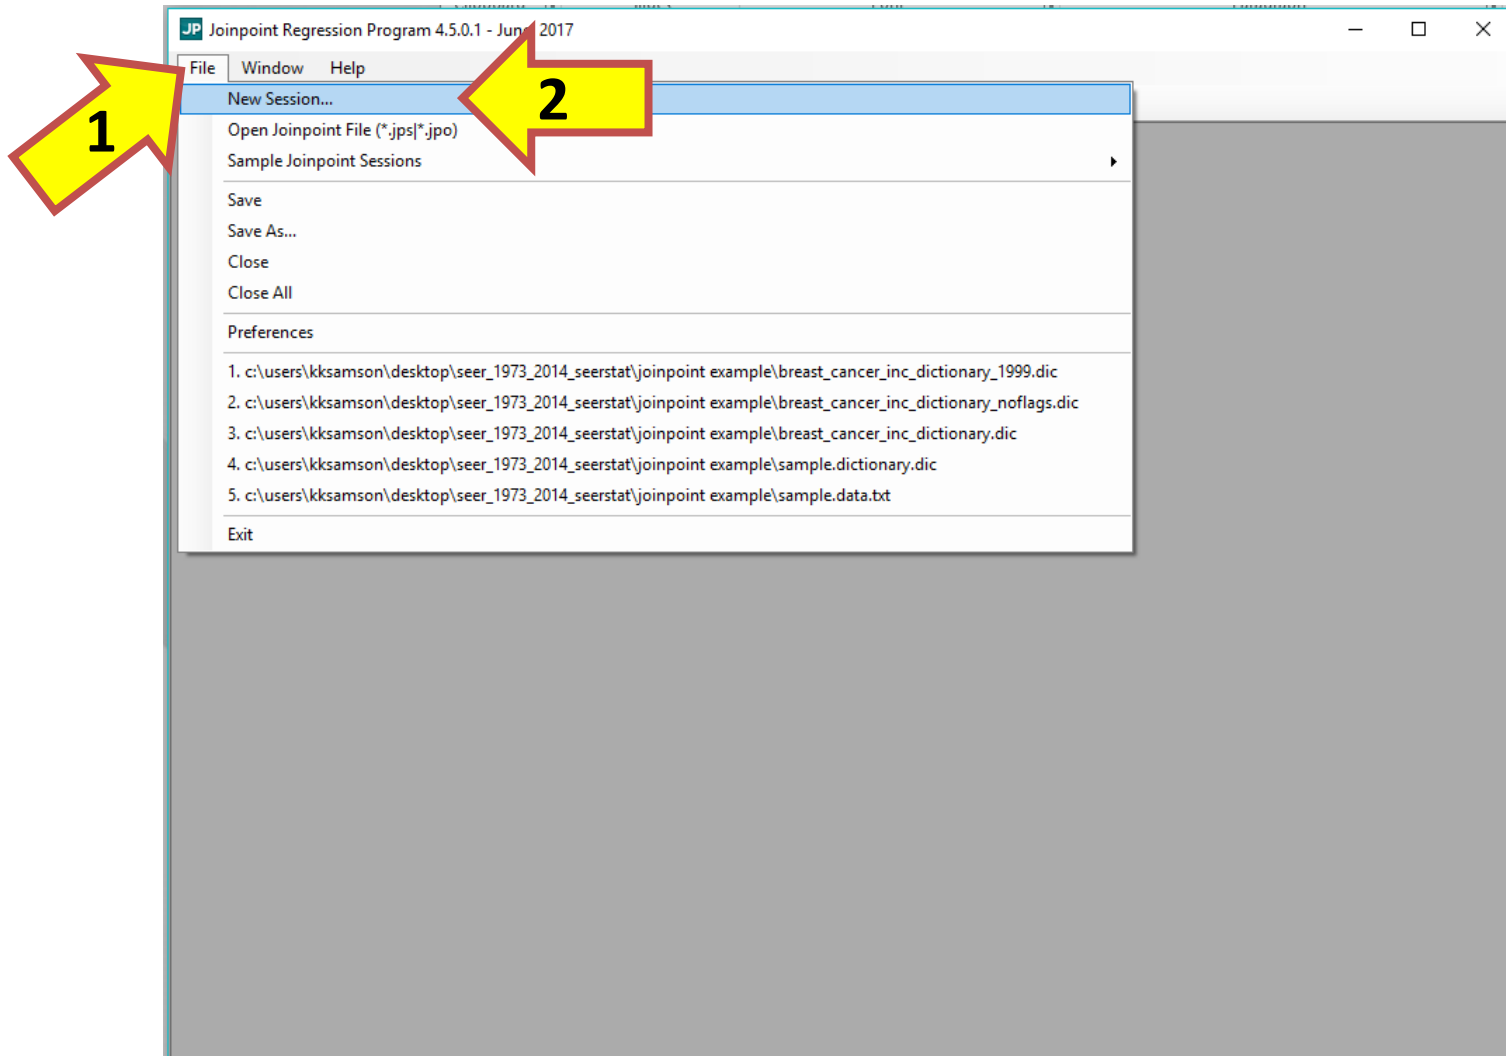 JP Joinpoint Regression Program 4.5.0.1 - June 2017
File Window Help
1
2
New Session...
Open Joinpoint File (*.jps|*.jpo)
Sample Joinpoint Sessions
Save
Save As...
Close
Close All
Preferences
1. c:\users\kksamson\desktop\seer_1973_2014_seerstat\joinpoint example\breast_cancer_inc_dictionary_1999.dic
2. c:\users\kksamson\desktop\seer_1973_2014_seerstat\joinpoint example\breast_cancer_inc_dictionary_noflags.dic
3. c:\users\kksamson\desktop\seer_1973_2014_seerstat\joinpoint example\breast_cancer_inc_dictionary.dic
4. c:\users\kksamson\desktop\seer_1973_2014_seerstat\joinpoint example\sample.dictionary.dic
5. c:\users\kksamson\desktop\seer_1973_2014_seerstat\joinpoint example\sample.data.txt
Exit